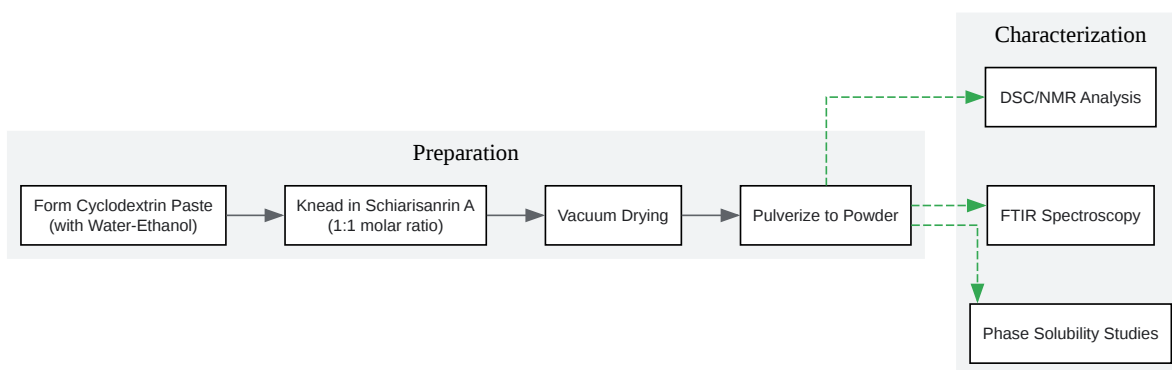 Characterization
DSC/NMR Analysis
Preparation
Form Cyclodextrin Paste
(with Water-Ethanol)
Knead in Schiarisanrin A
(1:1 molar ratio)
Vacuum Drying
Pulverize to Powder
FTIR Spectroscopy
Phase Solubility Studies